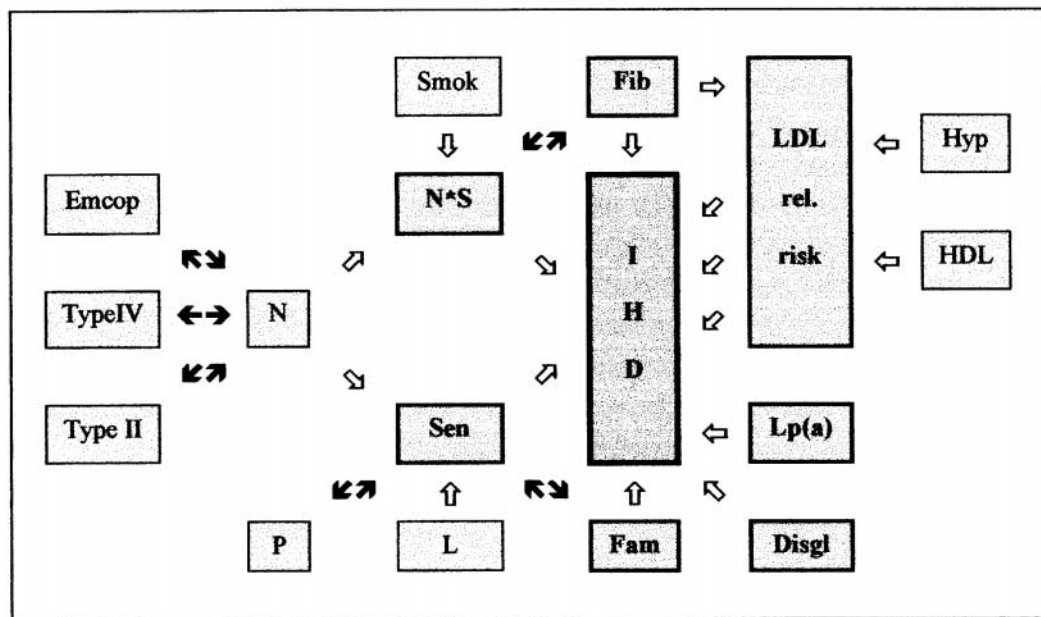 Smok
Fib
LDL
rel.
risk
Hyp
HDL
Emcop
N*S
I
H
D
TypeIV
N
Type II
Sen
Lp(a)
P
L
Fam
Disgl